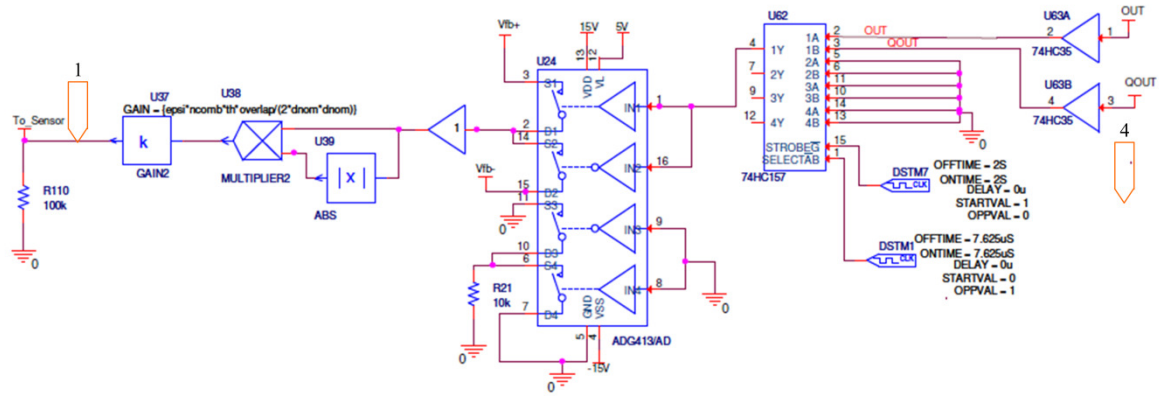 1
To_Sensor
U37
U38
GAIN = {epsi*ncomb*th*overlap/(2*dnom*dnom)}
k
GAIN2
MULTIPLIER2
U39
|x|
ABS
R110
100k
0
1
Vfb+
15V
5V
U24
13
12
VDD
VL
3
S1
IN1
1
2
D1
14
S2
IN2
16
Vfb-
15
D2
11
S3
0
IN3
9
10
D3
6
S4
IN4
8
R21
10k
0
7
D4
GND
VSS
5
4
ADG413/AD
-15V
0
0
U62
4
1Y
1A
2
OUT
1B
3
QOUT
7
2Y
2A
5
2B
6
9
3Y
3A
11
3B
10
12
4Y
4A
14
4B
13
0
STROBEG
15
SELECTAB
1
74HC157
U63A
OUT
2
1
74HC35
U63B
QOUT
4
3
74HC35
4
DSTM7
CLK
OFFTIME = 2S
ONTIME = 2S
DELAY = 0u
STARTVAL = 1
OPPVAL = 0
DSTM1
CLK
OFFTIME = 7.625uS
ONTIME = 7.625uS
DELAY = 0u
STARTVAL = 0
OPPVAL = 1